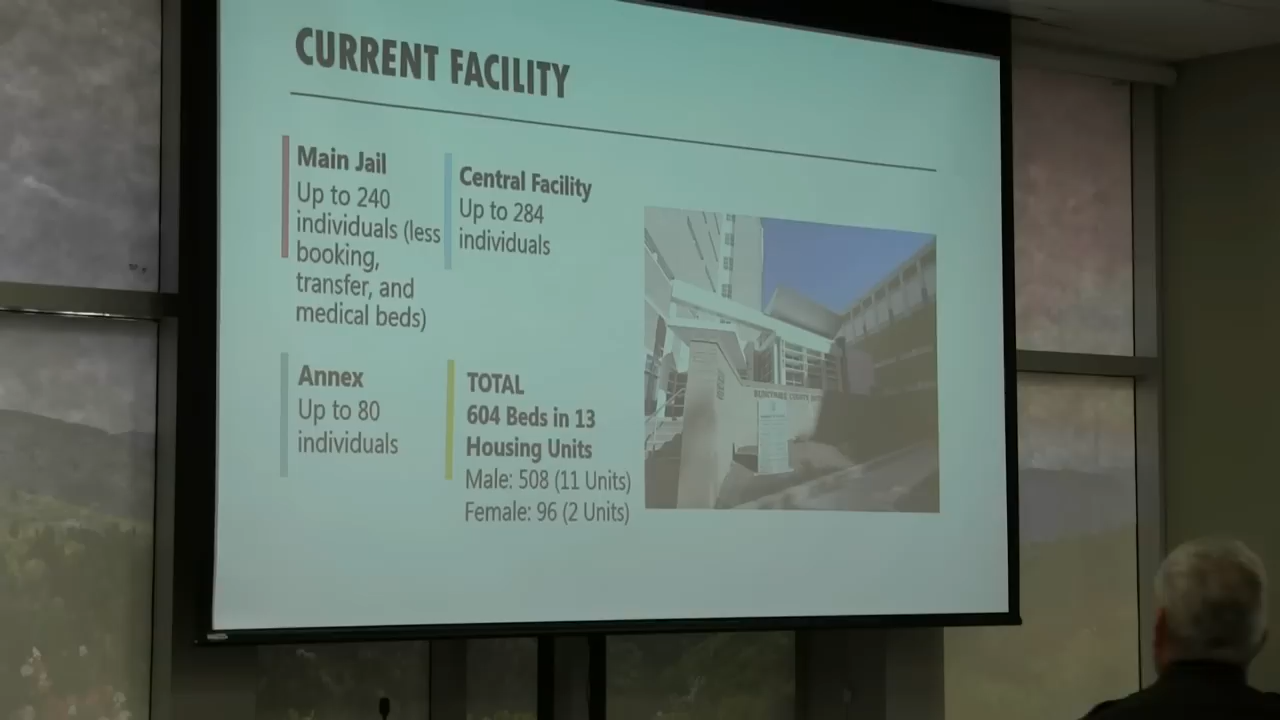 CURRENT FACILITY
Main Jail
Up to 240
individuals (less
booking,
transfer, and
medical beds)
Central Facility
Up to 284
individuals
Annex
Up to 80
individuals
TOTAL
604 Beds in 13
Housing Units
Male: 508 (11 Units)
Female: 96 (2 Units)